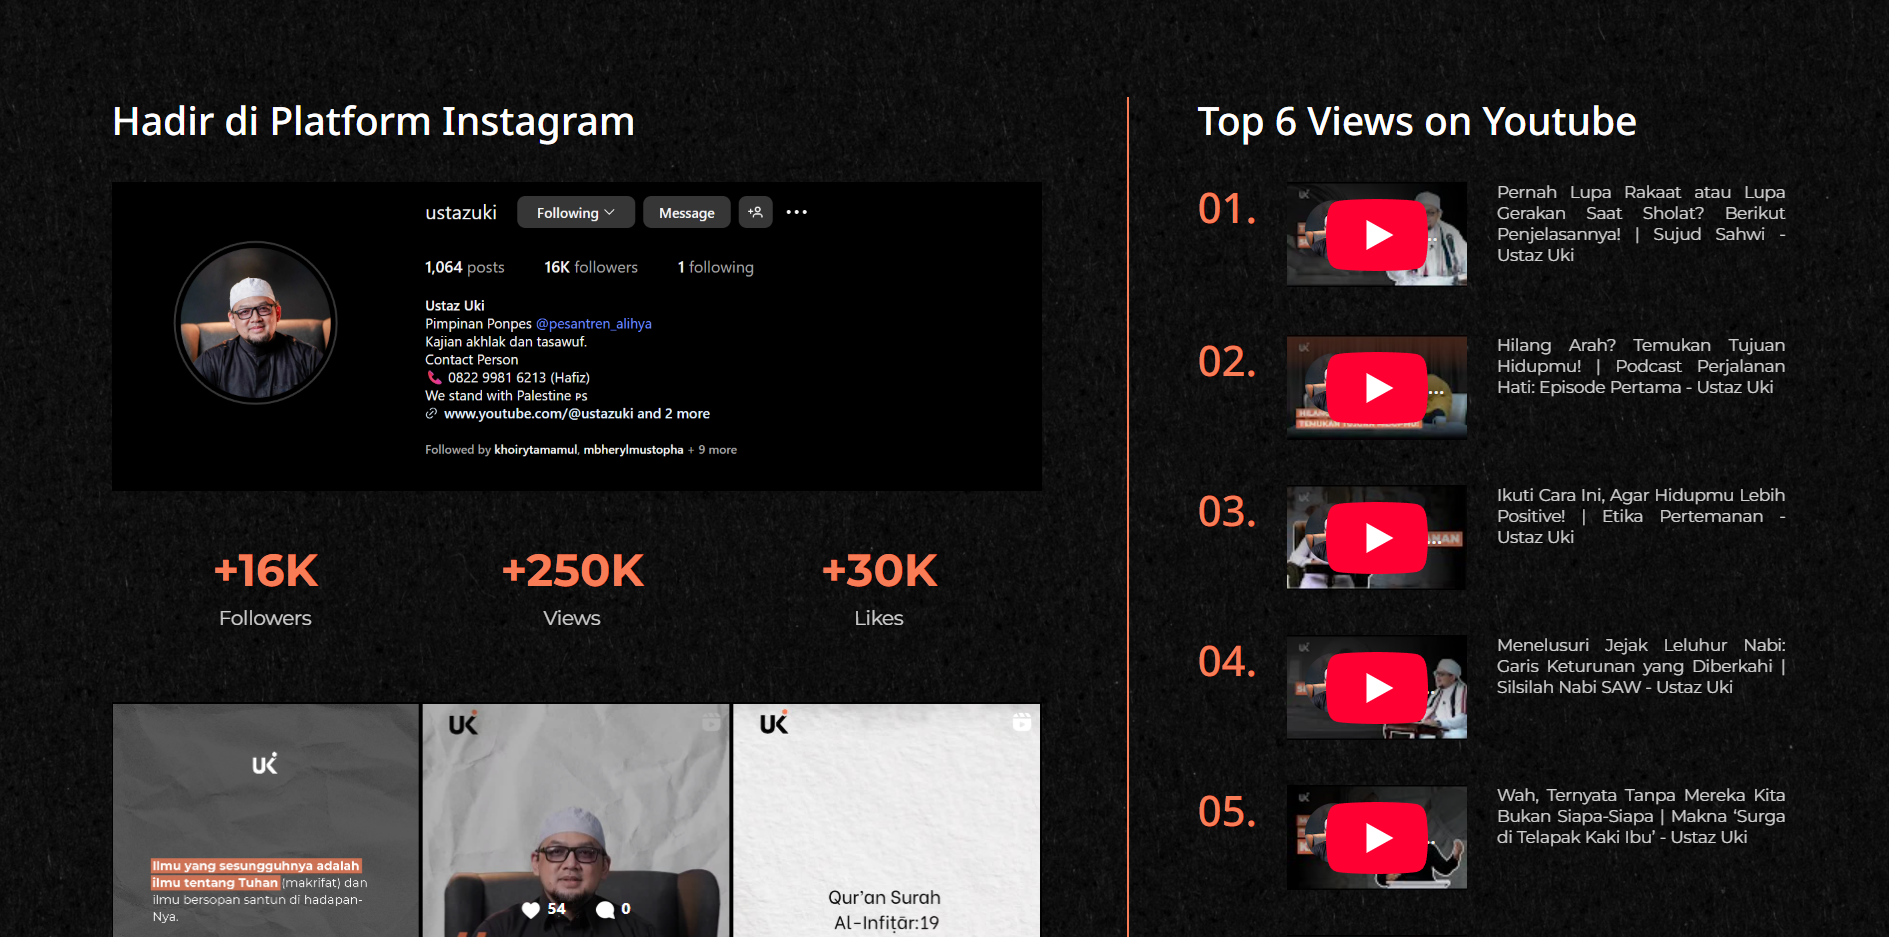 Hadir di Platform Instagram
ustazuki Following Message
1,064 posts 16K followers 1 following
Ustaz Uki
Pimpinan Ponpes @pesantren_alihya
Kajian akhlak dan tasawuf.
Contact Person
📞 0822 9981 6213 (Hafiz)
We stand with Palestine ᴘs
www.youtube.com/@ustazuki and 2 more
Followed by khoirytamamul, mbherylmustopha + 9 more
+16K
Followers
+250K
Views
+30K
Likes
UK
Ilmu yang sesungguhnya adalah
ilmu tentang Tuhan (makrifat) dan
ilmu bersopan santun di hadapan-
Nya.
UK
54 0
UK
Qur'an Surah
Al-Infiṭār:19
Top 6 Views on Youtube
01.
Pernah Lupa Rakaat atau Lupa
Gerakan Saat Sholat? Berikut
Penjelasannya! | Sujud Sahwi -
Ustaz Uki
02.
Hilang Arah? Temukan Tujuan
Hidupmu! | Podcast Perjalanan
Hati: Episode Pertama - Ustaz Uki
03.
Ikuti Cara Ini, Agar Hidupmu Lebih
Positive! | Etika Pertemanan -
Ustaz Uki
04.
Menelusuri Jejak Leluhur Nabi:
Garis Keturunan yang Diberkahi |
Silsilah Nabi SAW - Ustaz Uki
05.
Wah, Ternyata Tanpa Mereka Kita
Bukan Siapa-Siapa | Makna ‘Surga
di Telapak Kaki Ibu’ - Ustaz Uki